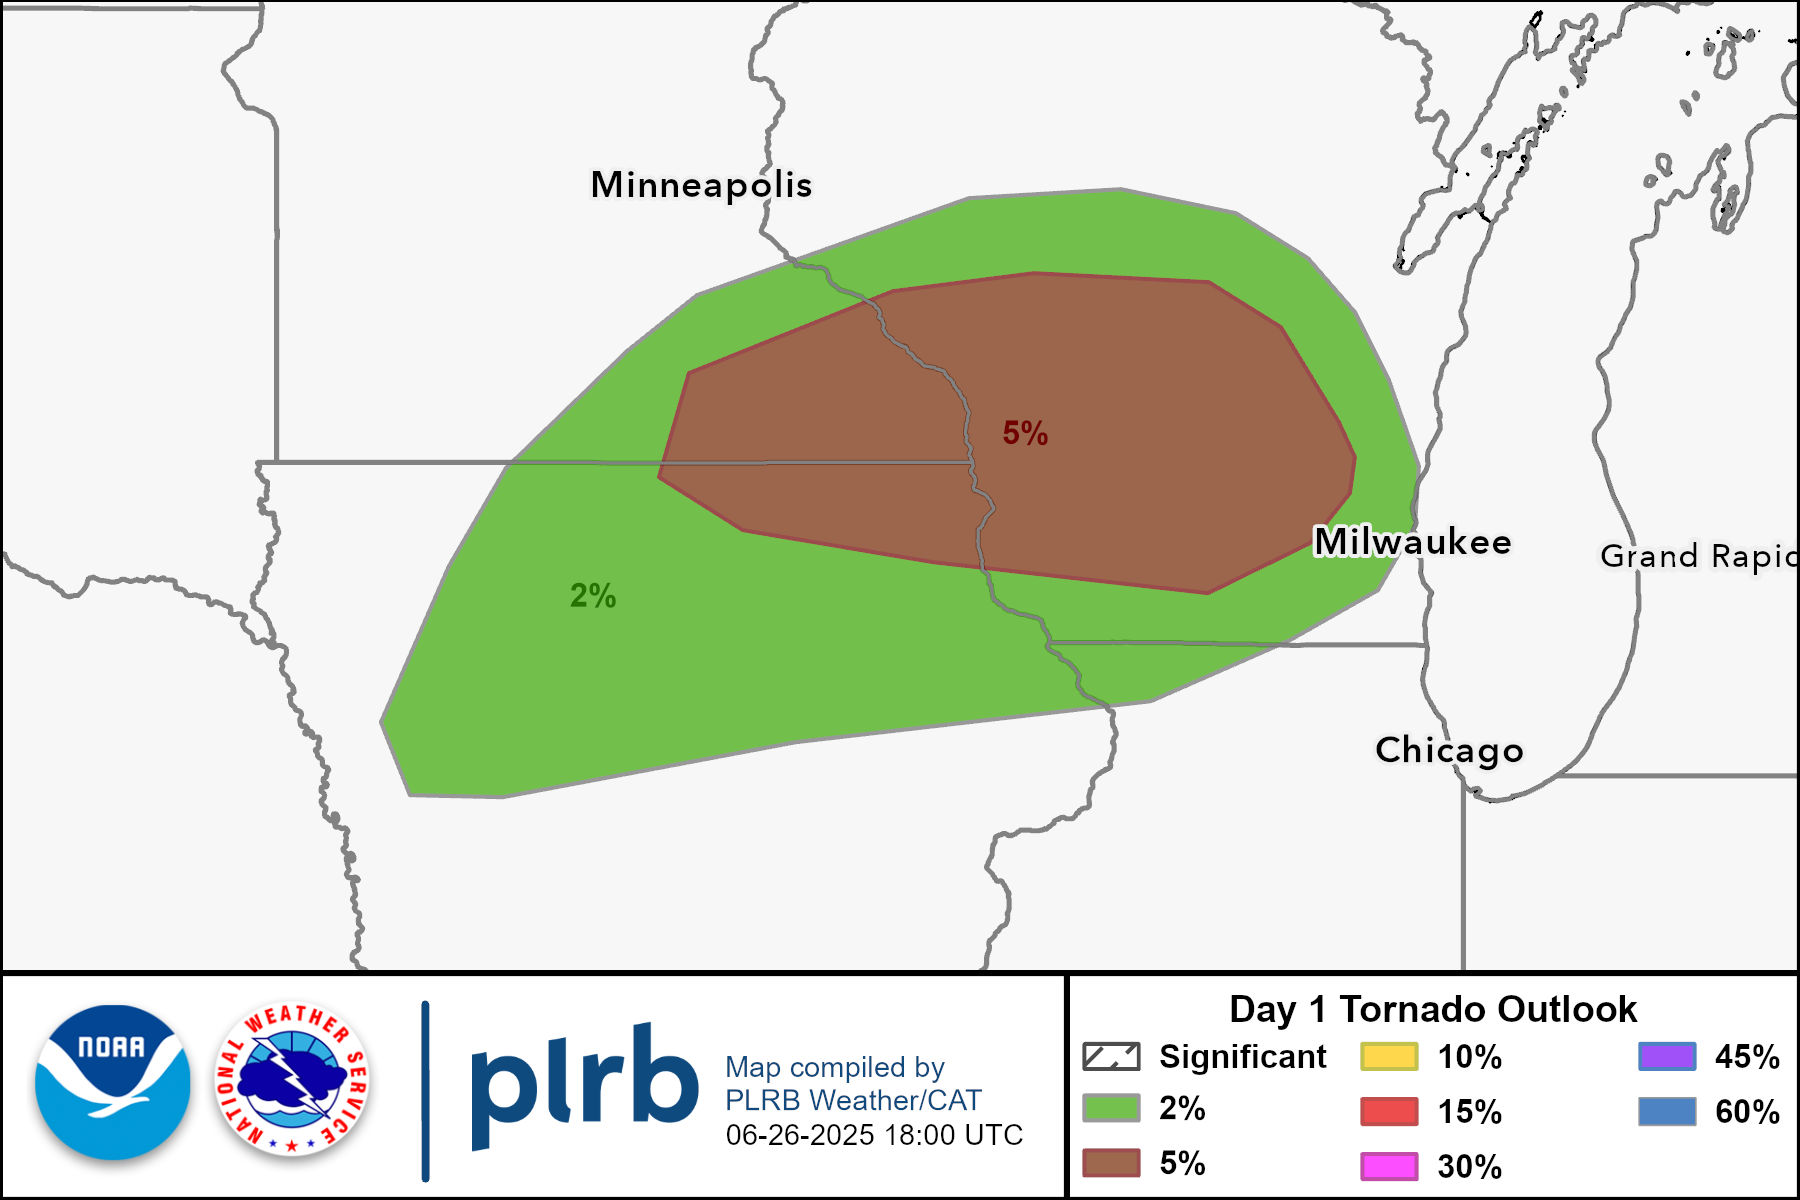 Minneapolis
5%
Milwaukee
Grand Rapic
2%
Chicago
NOAA
NATIONAL WEATHER SERVICE
plrb
Map compiled by
PLRB Weather/CAT
06-26-2025 18:00 UTC
Day 1 Tornado Outlook
Significant
2%
5%
10%
15%
30%
45%
60%